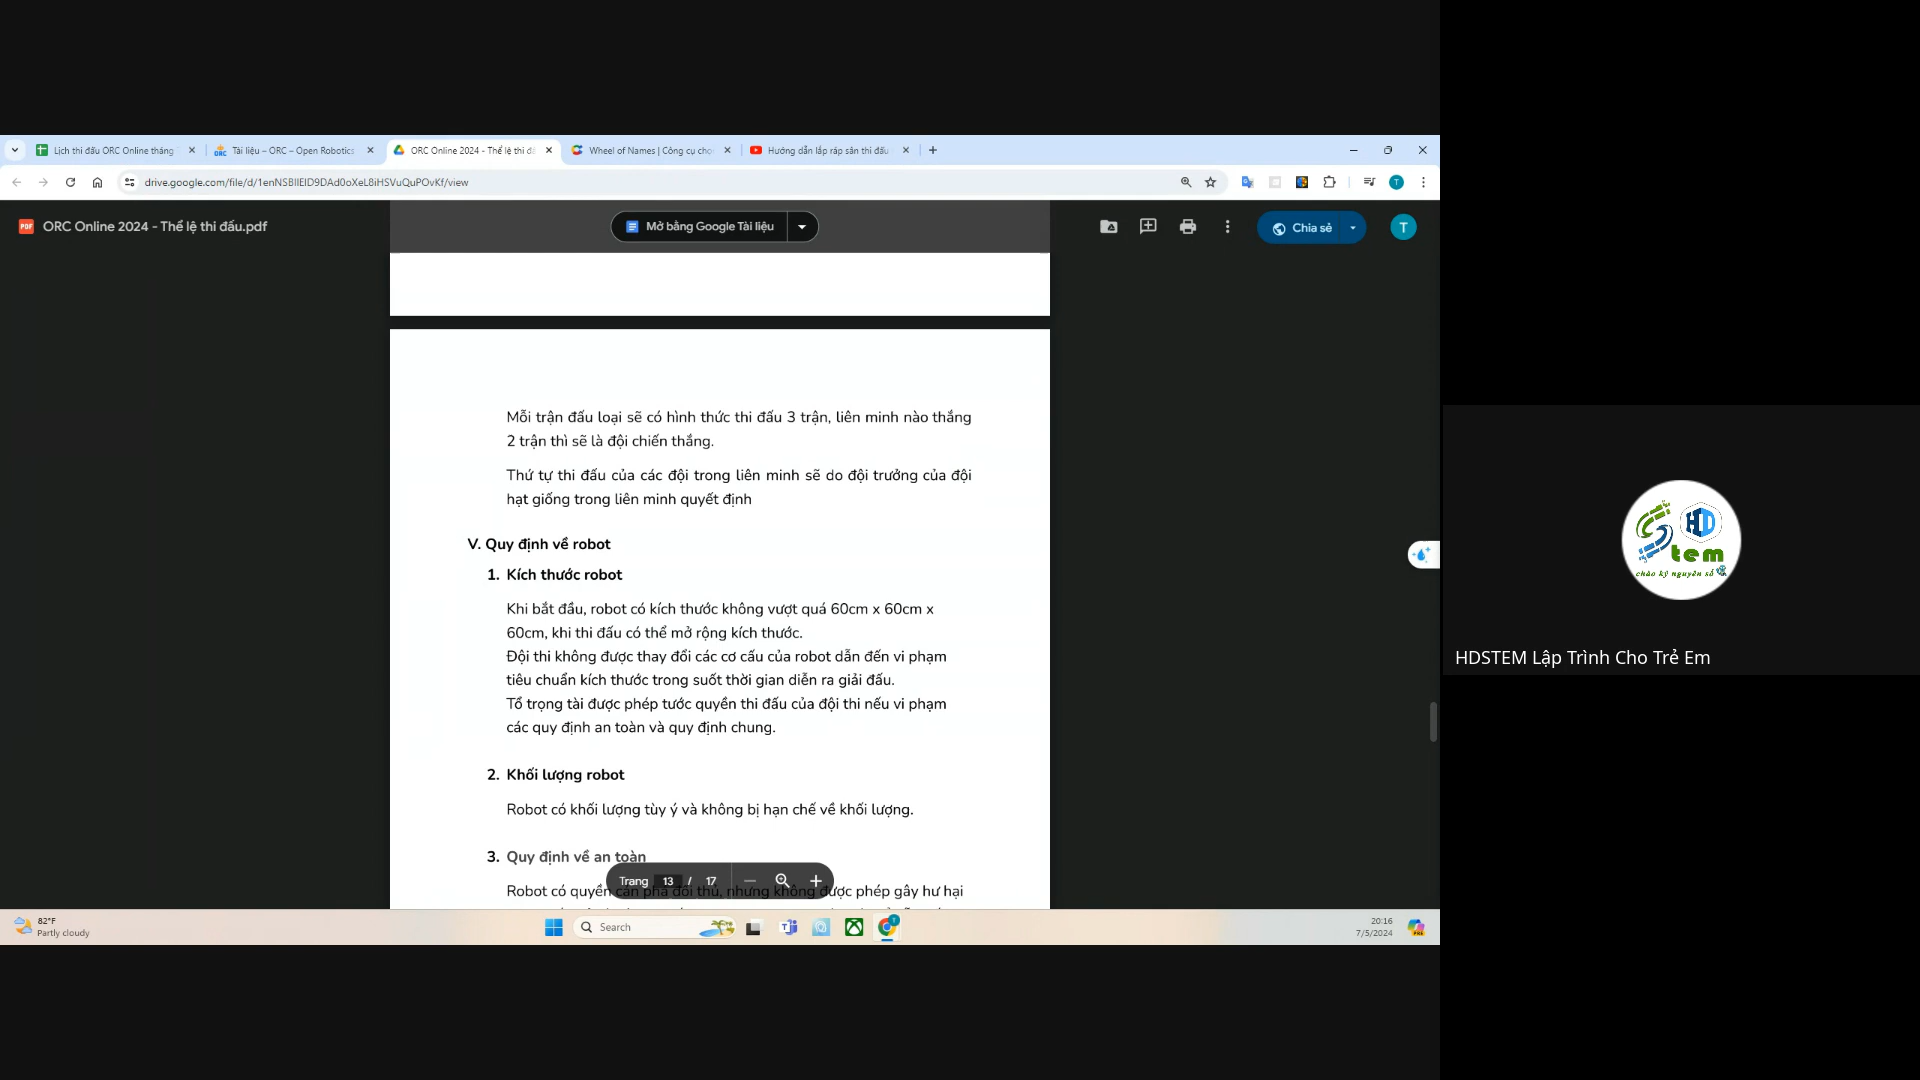 Lịch thi đấu ORC Online tháng
Tài liệu – ORC – Open Robotics
ORC Online 2024 - Thể lệ thi đấ
Wheel of Names | Công cụ cho
Hướng dẫn lắp ráp sân thi đấu
drive.google.com/file/d/1enNSBIlEID9DAd0oXeL8iHSVuQuPOvKf/view
PDF ORC Online 2024 - Thể lệ thi đấu.pdf
Mở bằng Google Tài liệu
Chia sẻ
T
Mỗi trận đấu loại sẽ có hình thức thi đấu 3 trận, liên minh nào thắng
2 trận thì sẽ là đội chiến thắng.
Thứ tự thi đấu của các đội trong liên minh sẽ do đội trưởng của đội
hạt giống trong liên minh quyết định
V. Quy định về robot
1. Kích thước robot
Khi bắt đầu, robot có kích thước không vượt quá 60cm x 60cm x
60cm, khi thi đấu có thể mở rộng kích thước.
Đội thi không được thay đổi các cơ cấu của robot dẫn đến vi phạm
tiêu chuẩn kích thước trong suốt thời gian diễn ra giải đấu.
Tổ trọng tài được phép tước quyền thi đấu của đội thi nếu vi phạm
các quy định an toàn và quy định chung.
2. Khối lượng robot
Robot có khối lượng tùy ý và không bị hạn chế về khối lượng.
3. Quy định về an toàn
Robot có quyền cản phá đối thủ, nhưng không được phép gây hư hại
Trang 13 / 17
82°F
Partly cloudy
Search
20:16
7/5/2024
HD
Stem
chào kỷ nguyên số
HDSTEM Lập Trình Cho Trẻ Em